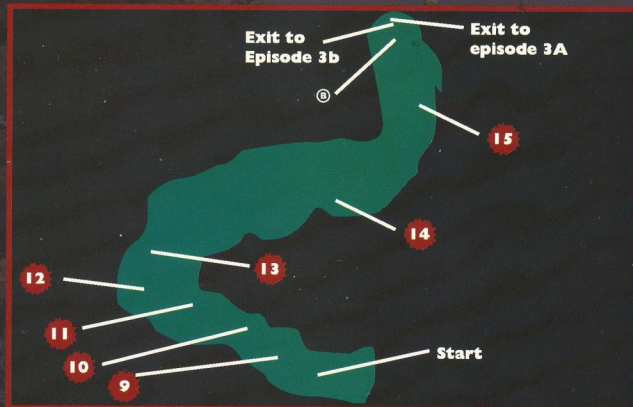 Exit to
Episode 3b
Exit to
episode 3A
B
15
14
13
12
11
10
9
Start